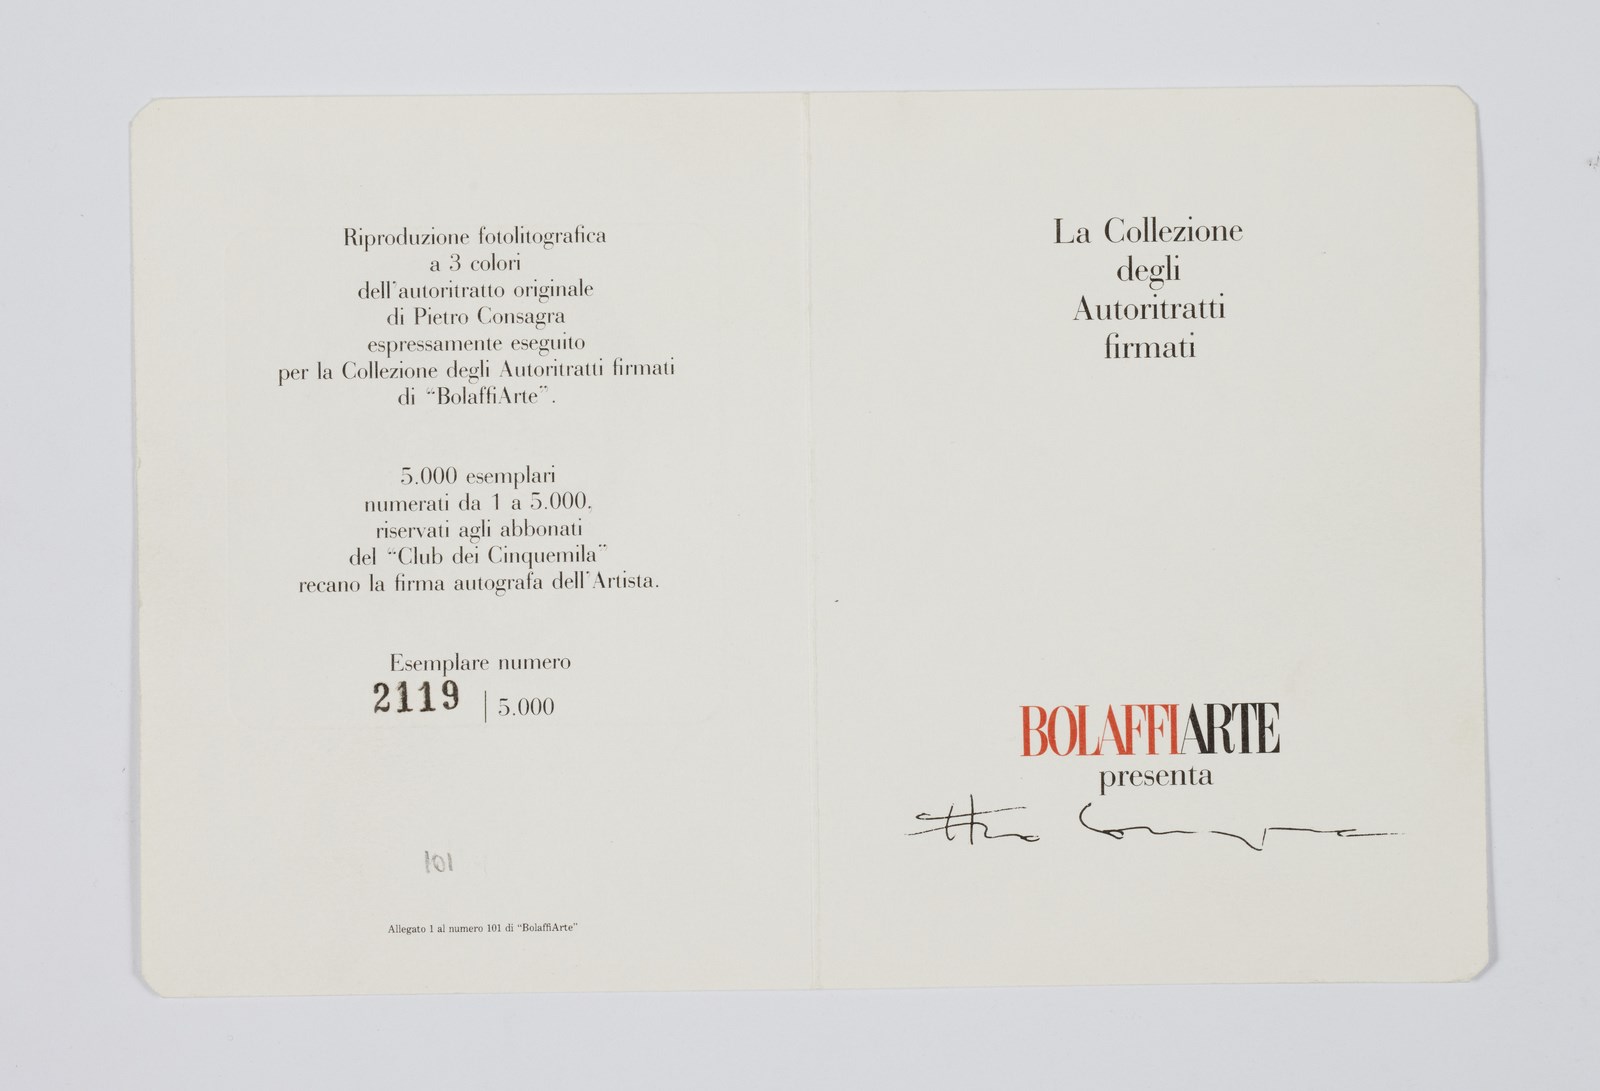 Riproduzione fotolitografica
a 3 colori
dell'autoritratto originale
di Pietro Consagra
espressamente eseguito
per la Collezione degli Autoritratti firmati
di “BolaffiArte”.
5.000 esemplari
numerati da 1 a 5.000,
riservati agli abbonati
del “Club dei Cinquemila”
recano la firma autografa dell'Artista.
Esemplare numero
2119 | 5.000
101
Allegato 1 al numero 101 di “BolaffiArte”
La Collezione
degli
Autoritratti
firmati
BOLAFFIARTE
presenta